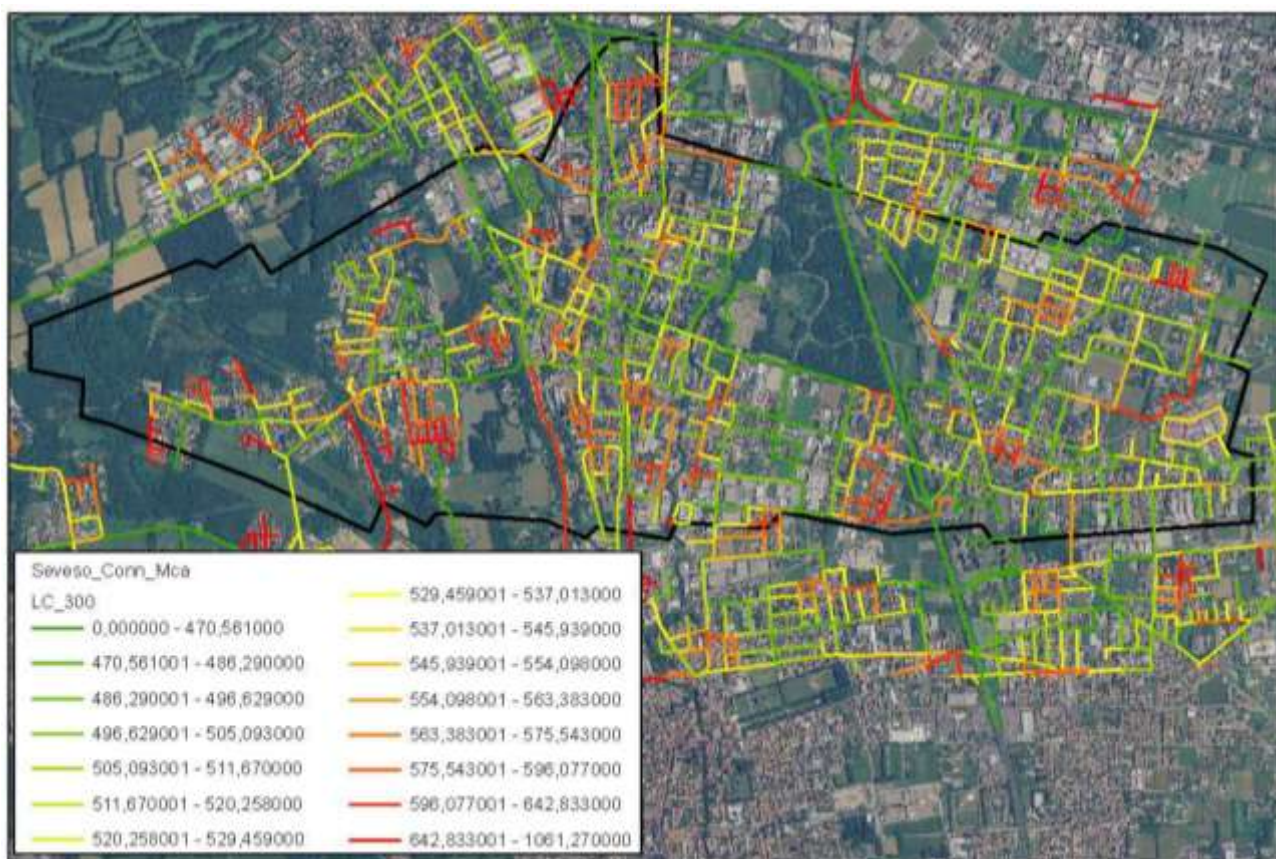 Seveso_Conn_Mca
LC_300
0,000000 - 470,561000
470,561001 - 486,290000
486,290001 - 496,629000
496,629001 - 505,093000
505,093001 - 511,670000
511,670001 - 520,258000
520,258001 - 529,459000
529,459001 - 537,013000
537,013001 - 545,939000
545,939001 - 554,098000
554,098001 - 563,383000
563,383001 - 575,543000
575,543001 - 596,077000
596,077001 - 642,833000
642,833001 - 1061,270000